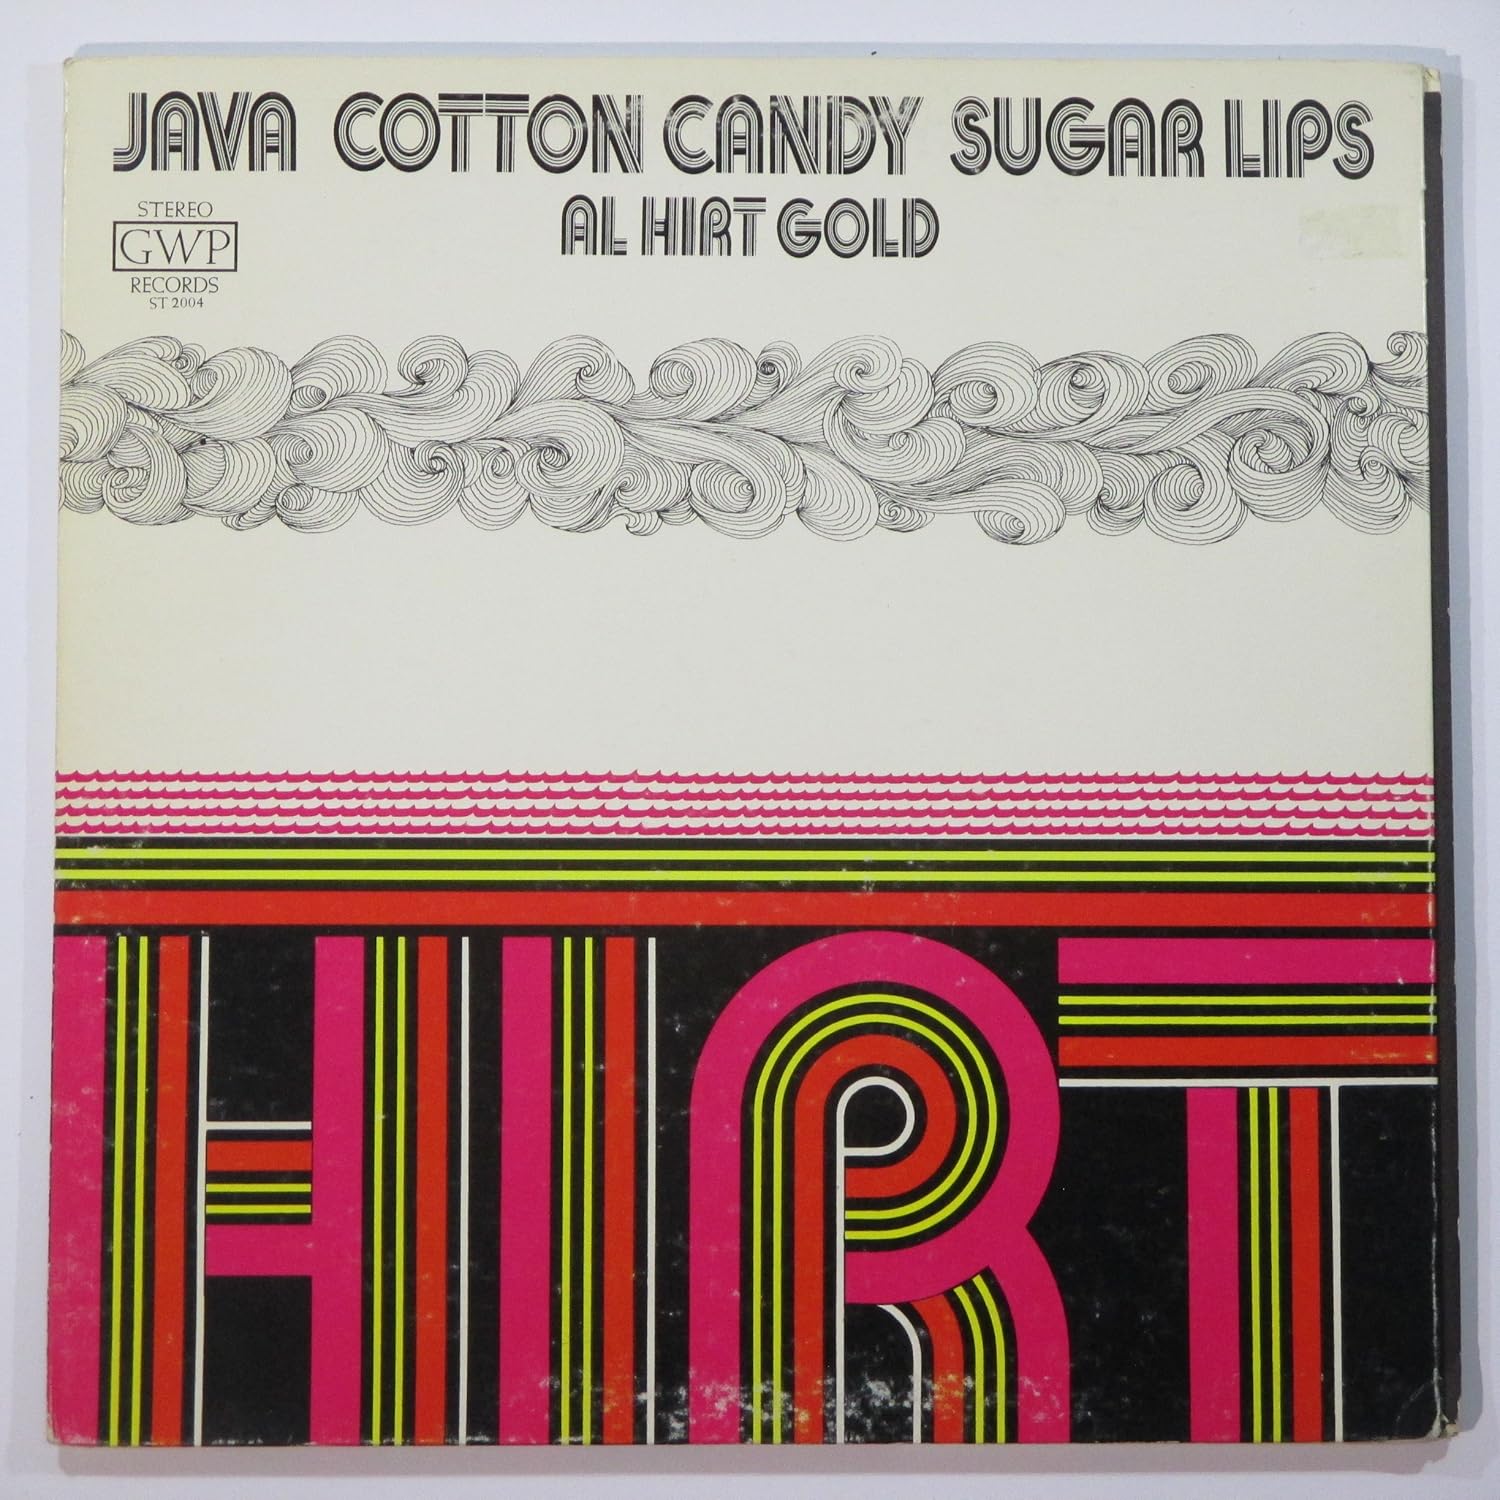 JAVA COTTON CANDY SUGAR LIPS
AL HIRT GOLD
STEREO
GWP
RECORDS
ST 2004
HIRT